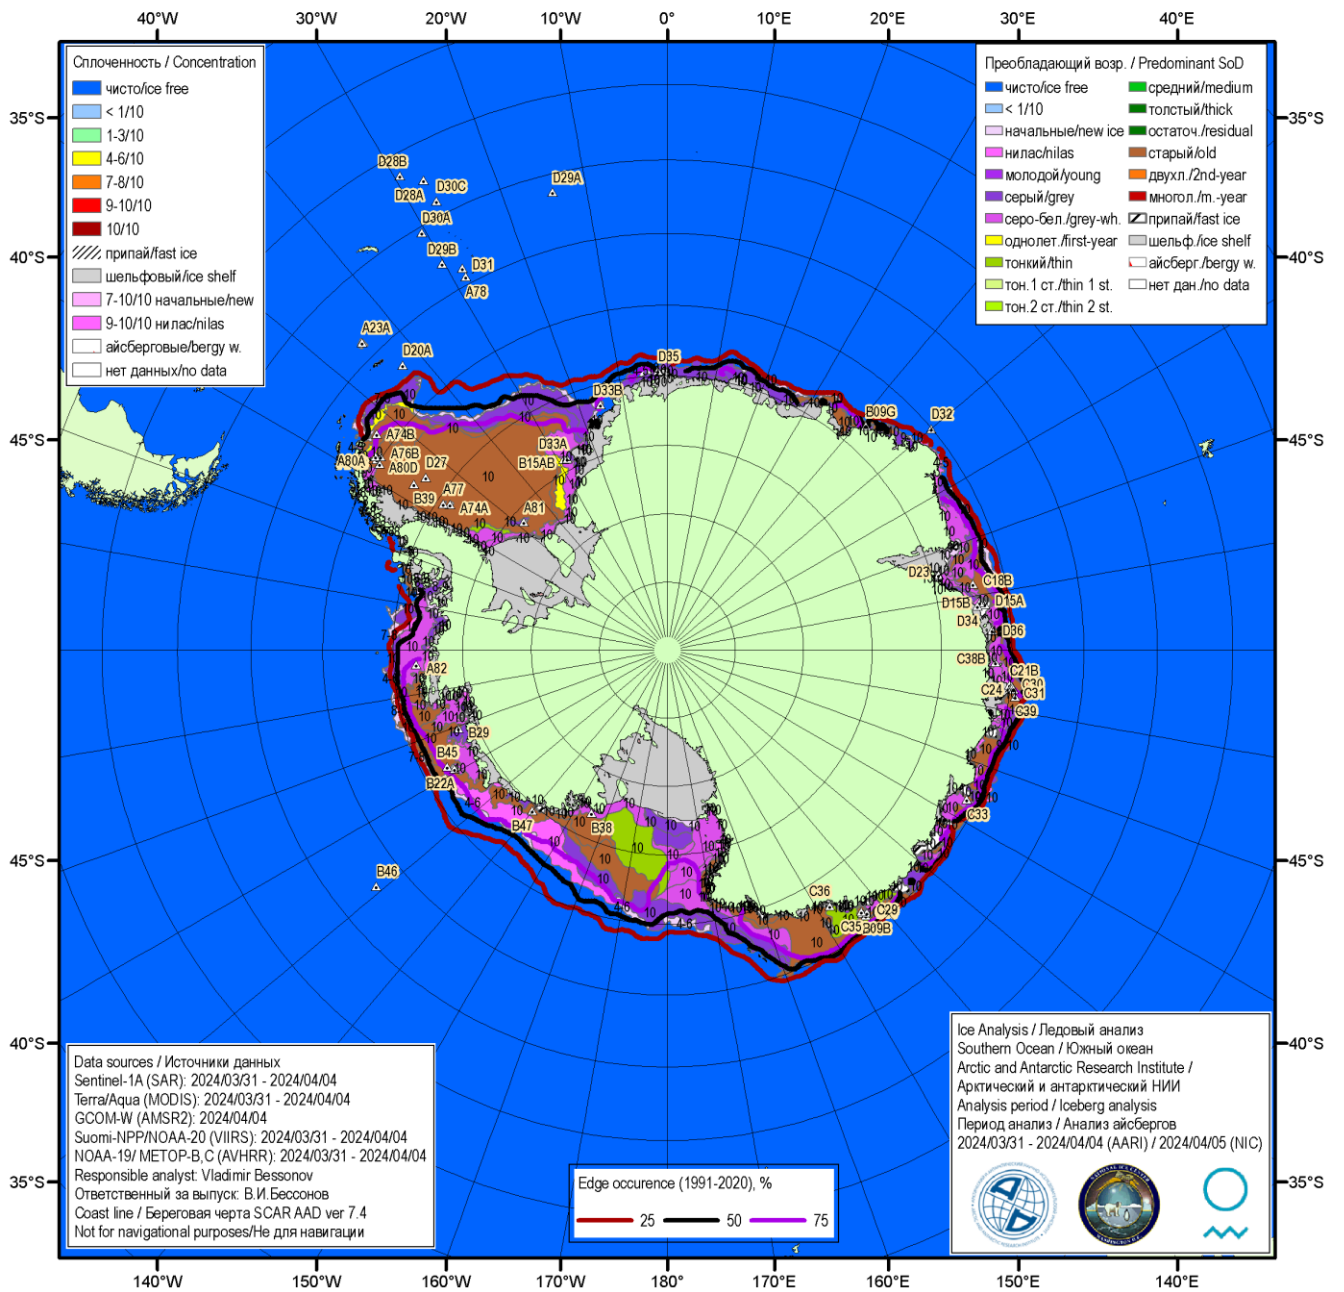 40°W 30°W 20°W 10°W 0° 10°E 20°E 30°E 40°E
Сплоченность / Concentration
чисто/ice free
< 1/10
1-3/10
4-6/10
7-8/10
9-10/10
10/10
припай/fast ice
шельфовый/ice shelf
7-10/10 начальные/new
9-10/10 нилас/nilas
айсберговые/bergy w.
нет данных/no data
Преобладающий возр. / Predominant SoD
чисто/ice free
< 1/10
начальные/new ice
нилас/nilas
молодой/young
серый/grey
серо-бел./grey-wh.
однолет./first-year
тонкий/thin
тон.1 ст./thin 1 st.
тон.2 ст./thin 2 st.
средний/medium
толстый/thick
остаточ./residual
старый/old
двухл./2nd-year
многол./m.-year
припай/fast ice
шельф./ice shelf
айсберг./bergy w.
нет дан./no data
35°S
35°S
40°S
40°S
45°S
45°S
45°S
45°S
40°S
40°S
35°S
35°S
D28B
D28A
D30C
D29A
D30A
D29B
D31
A78
A23A
D20A
D35
D33B
B09G
D32
A74B
A80A
A76B
A80D
D27
B39
A77
A74A
A81
D33A
B15AB
D23
C18B
D15B
D15A
D34
D36
C38B
C21B
C24
C30
C31
C39
C33
A82
B29
B45
B22A
B47
B38
B46
C36
C29
C35
B09B
Data sources / Источники данных
Sentinel-1A (SAR): 2024/03/31 - 2024/04/04
Terra/Aqua (MODIS): 2024/03/31 - 2024/04/04
GCOM-W (AMSR2): 2024/04/04
Suomi-NPP/NOAA-20 (VIIRS): 2024/03/31 - 2024/04/04
NOAA-19/ METOP-B,C (AVHRR): 2024/03/31 - 2024/04/04
Responsible analyst: Vladimir Bessonov
Ответственный за выпуск: В.И.Бессонов
Coast line / Береговая черта SCAR AAD ver 7.4
Not for navigational purposes/Не для навигации
Edge occurence (1991-2020), %
25 50 75
Ice Analysis / Ледовый анализ
Southern Ocean / Южный океан
Arctic and Antarctic Research Institute /
Арктический и антарктический НИИ
Analysis period / Iceberg analysis
Период анализ / Анализ айсбергов
2024/03/31 - 2024/04/04 (AARI) / 2024/04/05 (NIC)
140°W 150°W 160°W 170°W 180° 170°E 160°E 150°E 140°E